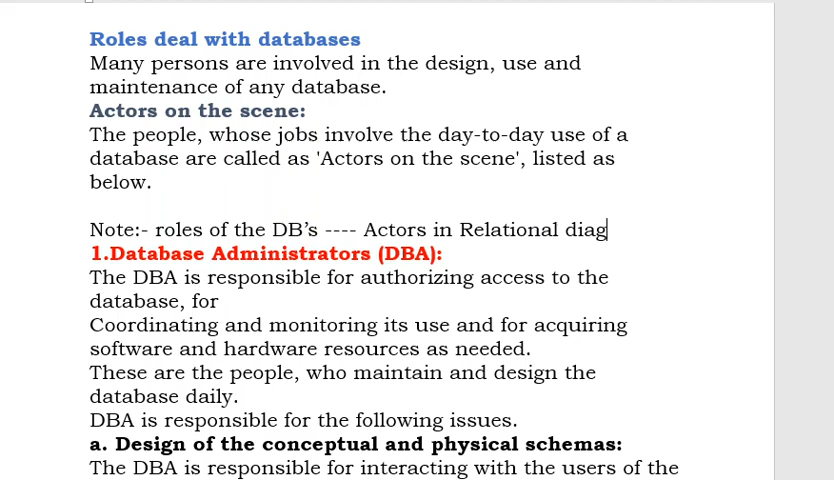 Roles deal with databases
Many persons are involved in the design, use and
maintenance of any database.
Actors on the scene:
The people, whose jobs involve the day-to-day use of a
database are called as 'Actors on the scene', listed as
below.
Note:- roles of the DB’s ---- Actors in Relational diag
1.Database Administrators (DBA):
The DBA is responsible for authorizing access to the
database, for
Coordinating and monitoring its use and for acquiring
software and hardware resources as needed.
These are the people, who maintain and design the
database daily.
DBA is responsible for the following issues.
a. Design of the conceptual and physical schemas:
The DBA is responsible for interacting with the users of the